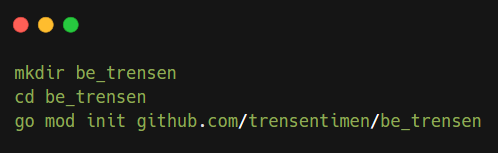 mkdir be_trensen
cd be_trensen
go mod init github.com/trensentimen/be_trensen